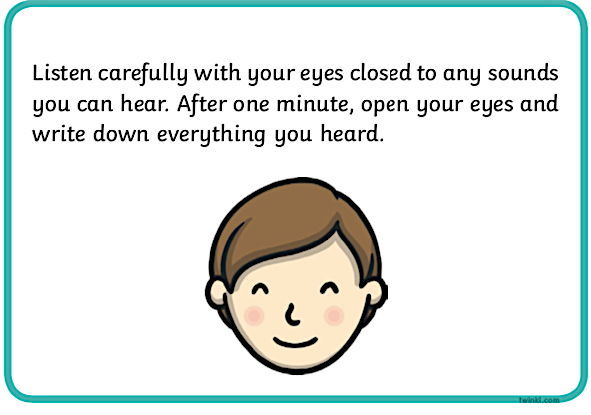 Listen carefully with your eyes closed to any sounds
you can hear. After one minute, open your eyes and
write down everything you heard.
twinkl.com